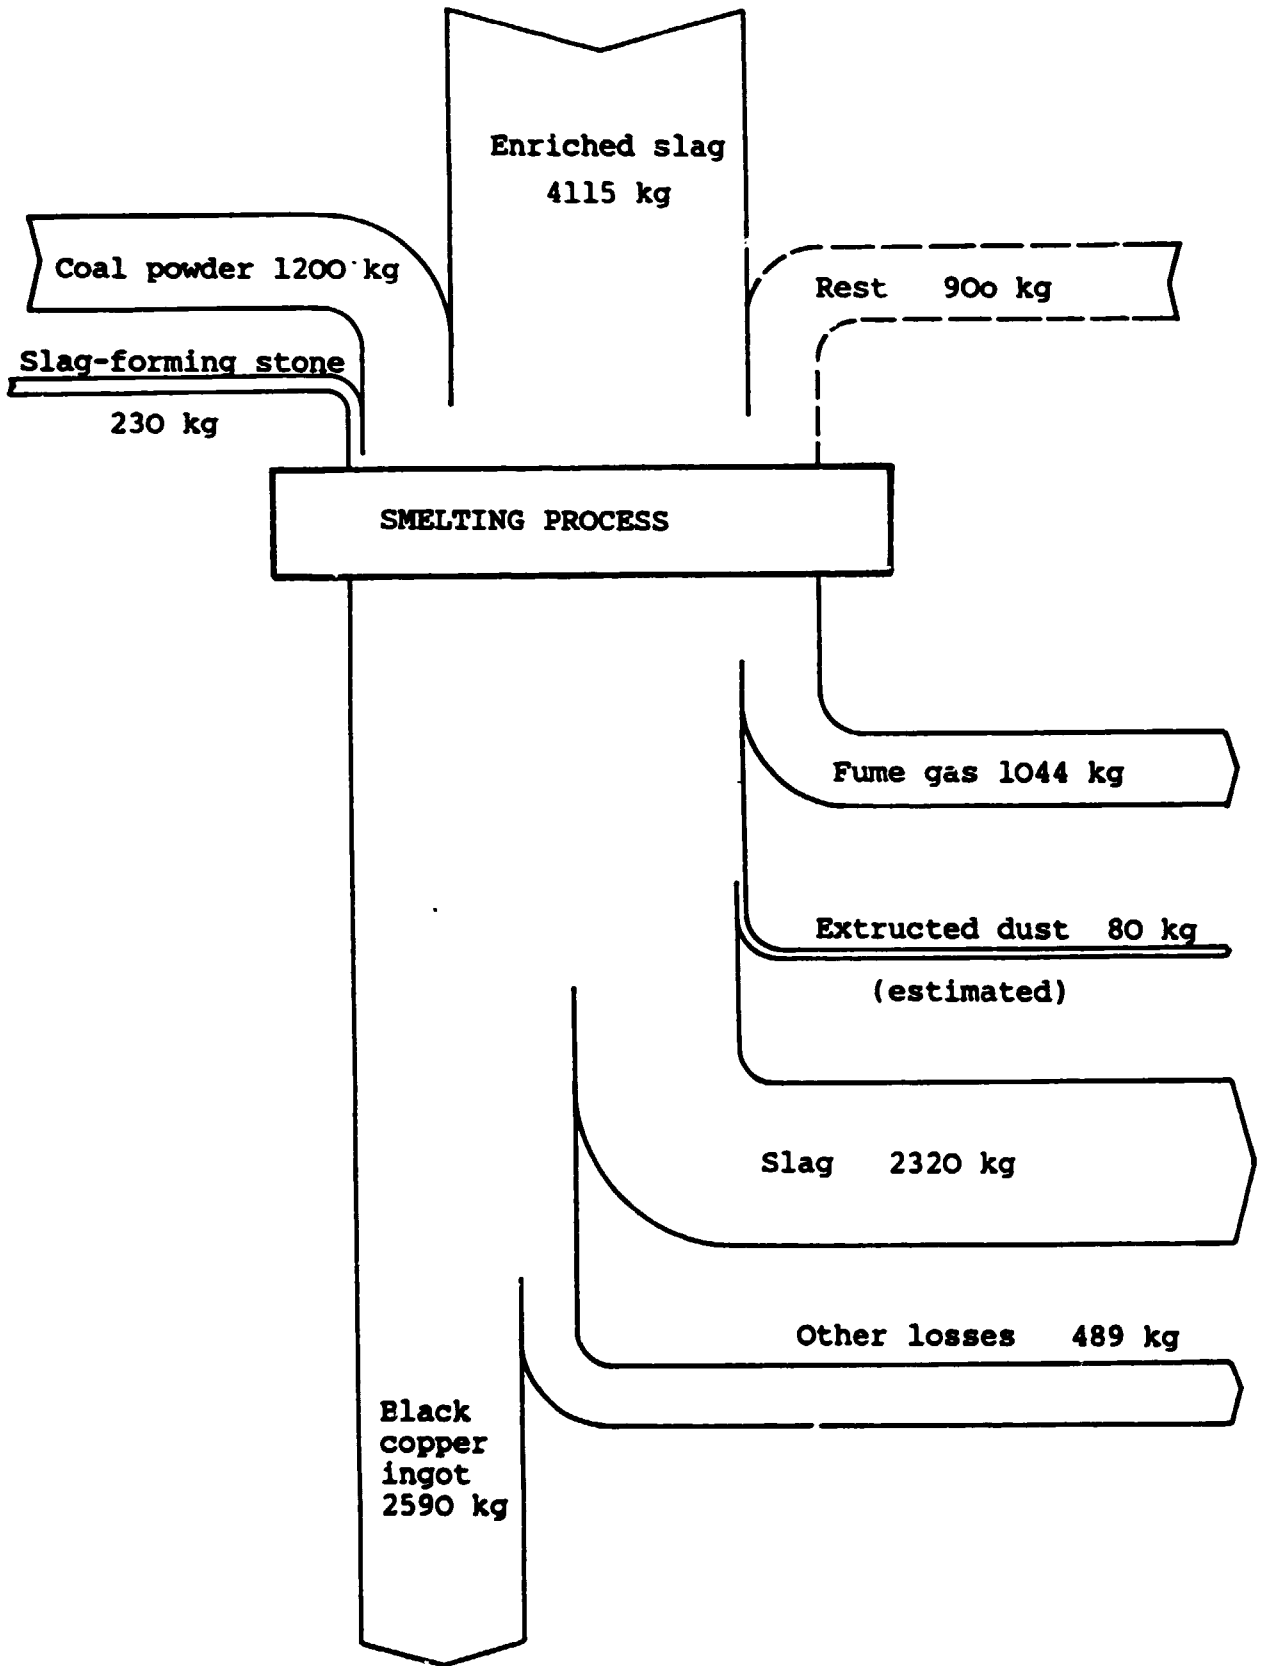 Enriched slag
4115 kg
Coal powder 1200 kg
Rest 900 kg
Slag-forming stone
230 kg
SMELTING PROCESS
Fume gas 1044 kg
Extructed dust 80 kg
(estimated)
Slag 2320 kg
Other losses 489 kg
Black
copper
ingot
2590 kg